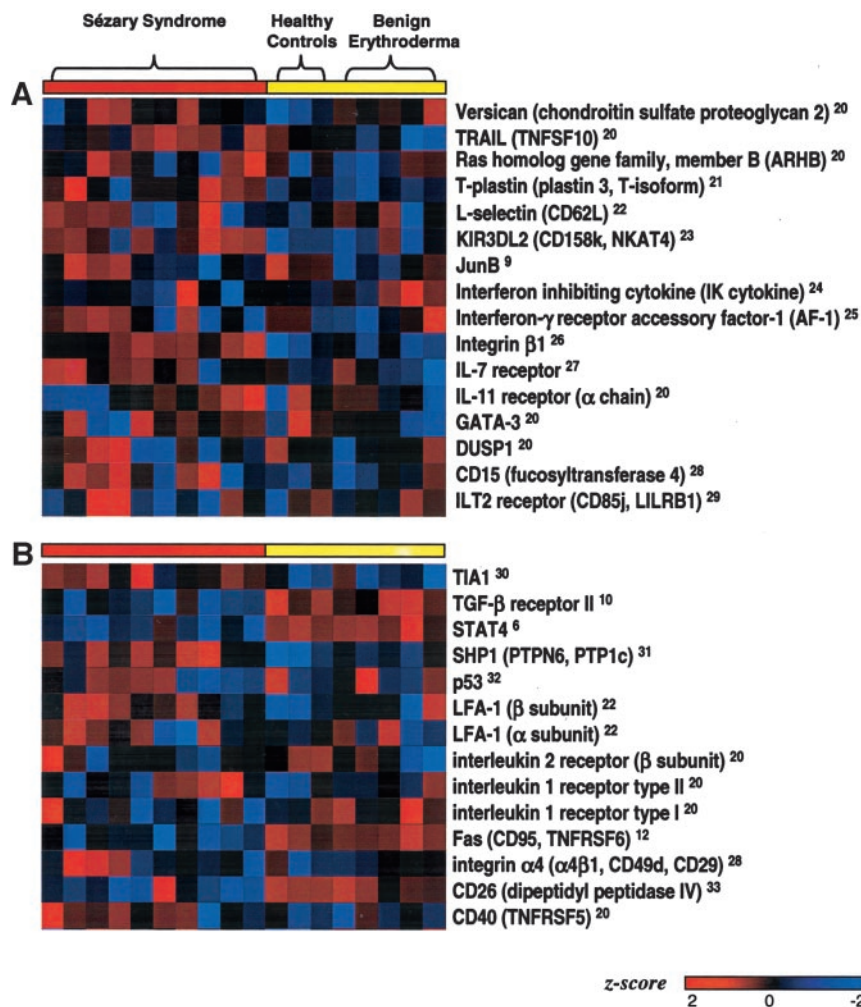 Sézary Syndrome
Healthy Controls
Benign Erythroderma
A
Versican (chondroitin sulfate proteoglycan 2) 20
TRAIL (TNFSF10) 20
Ras homolog gene family, member B (ARHB) 20
T-plastin (plastin 3, T-isoform) 21
L-selectin (CD62L) 22
KIR3DL2 (CD158k, NKAT4) 23
JunB 9
Interferon inhibiting cytokine (IK cytokine) 24
Interferon-γ receptor accessory factor-1 (AF-1) 25
Integrin β1 26
IL-7 receptor 27
IL-11 receptor (α chain) 20
GATA-3 20
DUSP1 20
CD15 (fucosyltransferase 4) 28
ILT2 receptor (CD85j, LILRB1) 29
B
TIA1 30
TGF-β receptor II 10
STAT4 6
SHP1 (PTPN6, PTP1c) 31
p53 32
LFA-1 (β subunit) 22
LFA-1 (α subunit) 22
interleukin 2 receptor (β subunit) 20
interleukin 1 receptor type II 20
interleukin 1 receptor type I 20
Fas (CD95, TNFRSF6) 12
integrin α4 (α4β1, CD49d, CD29) 28
CD26 (dipeptidyl peptidase IV) 33
CD40 (TNFRSF5) 20
z-score
2 0 -2